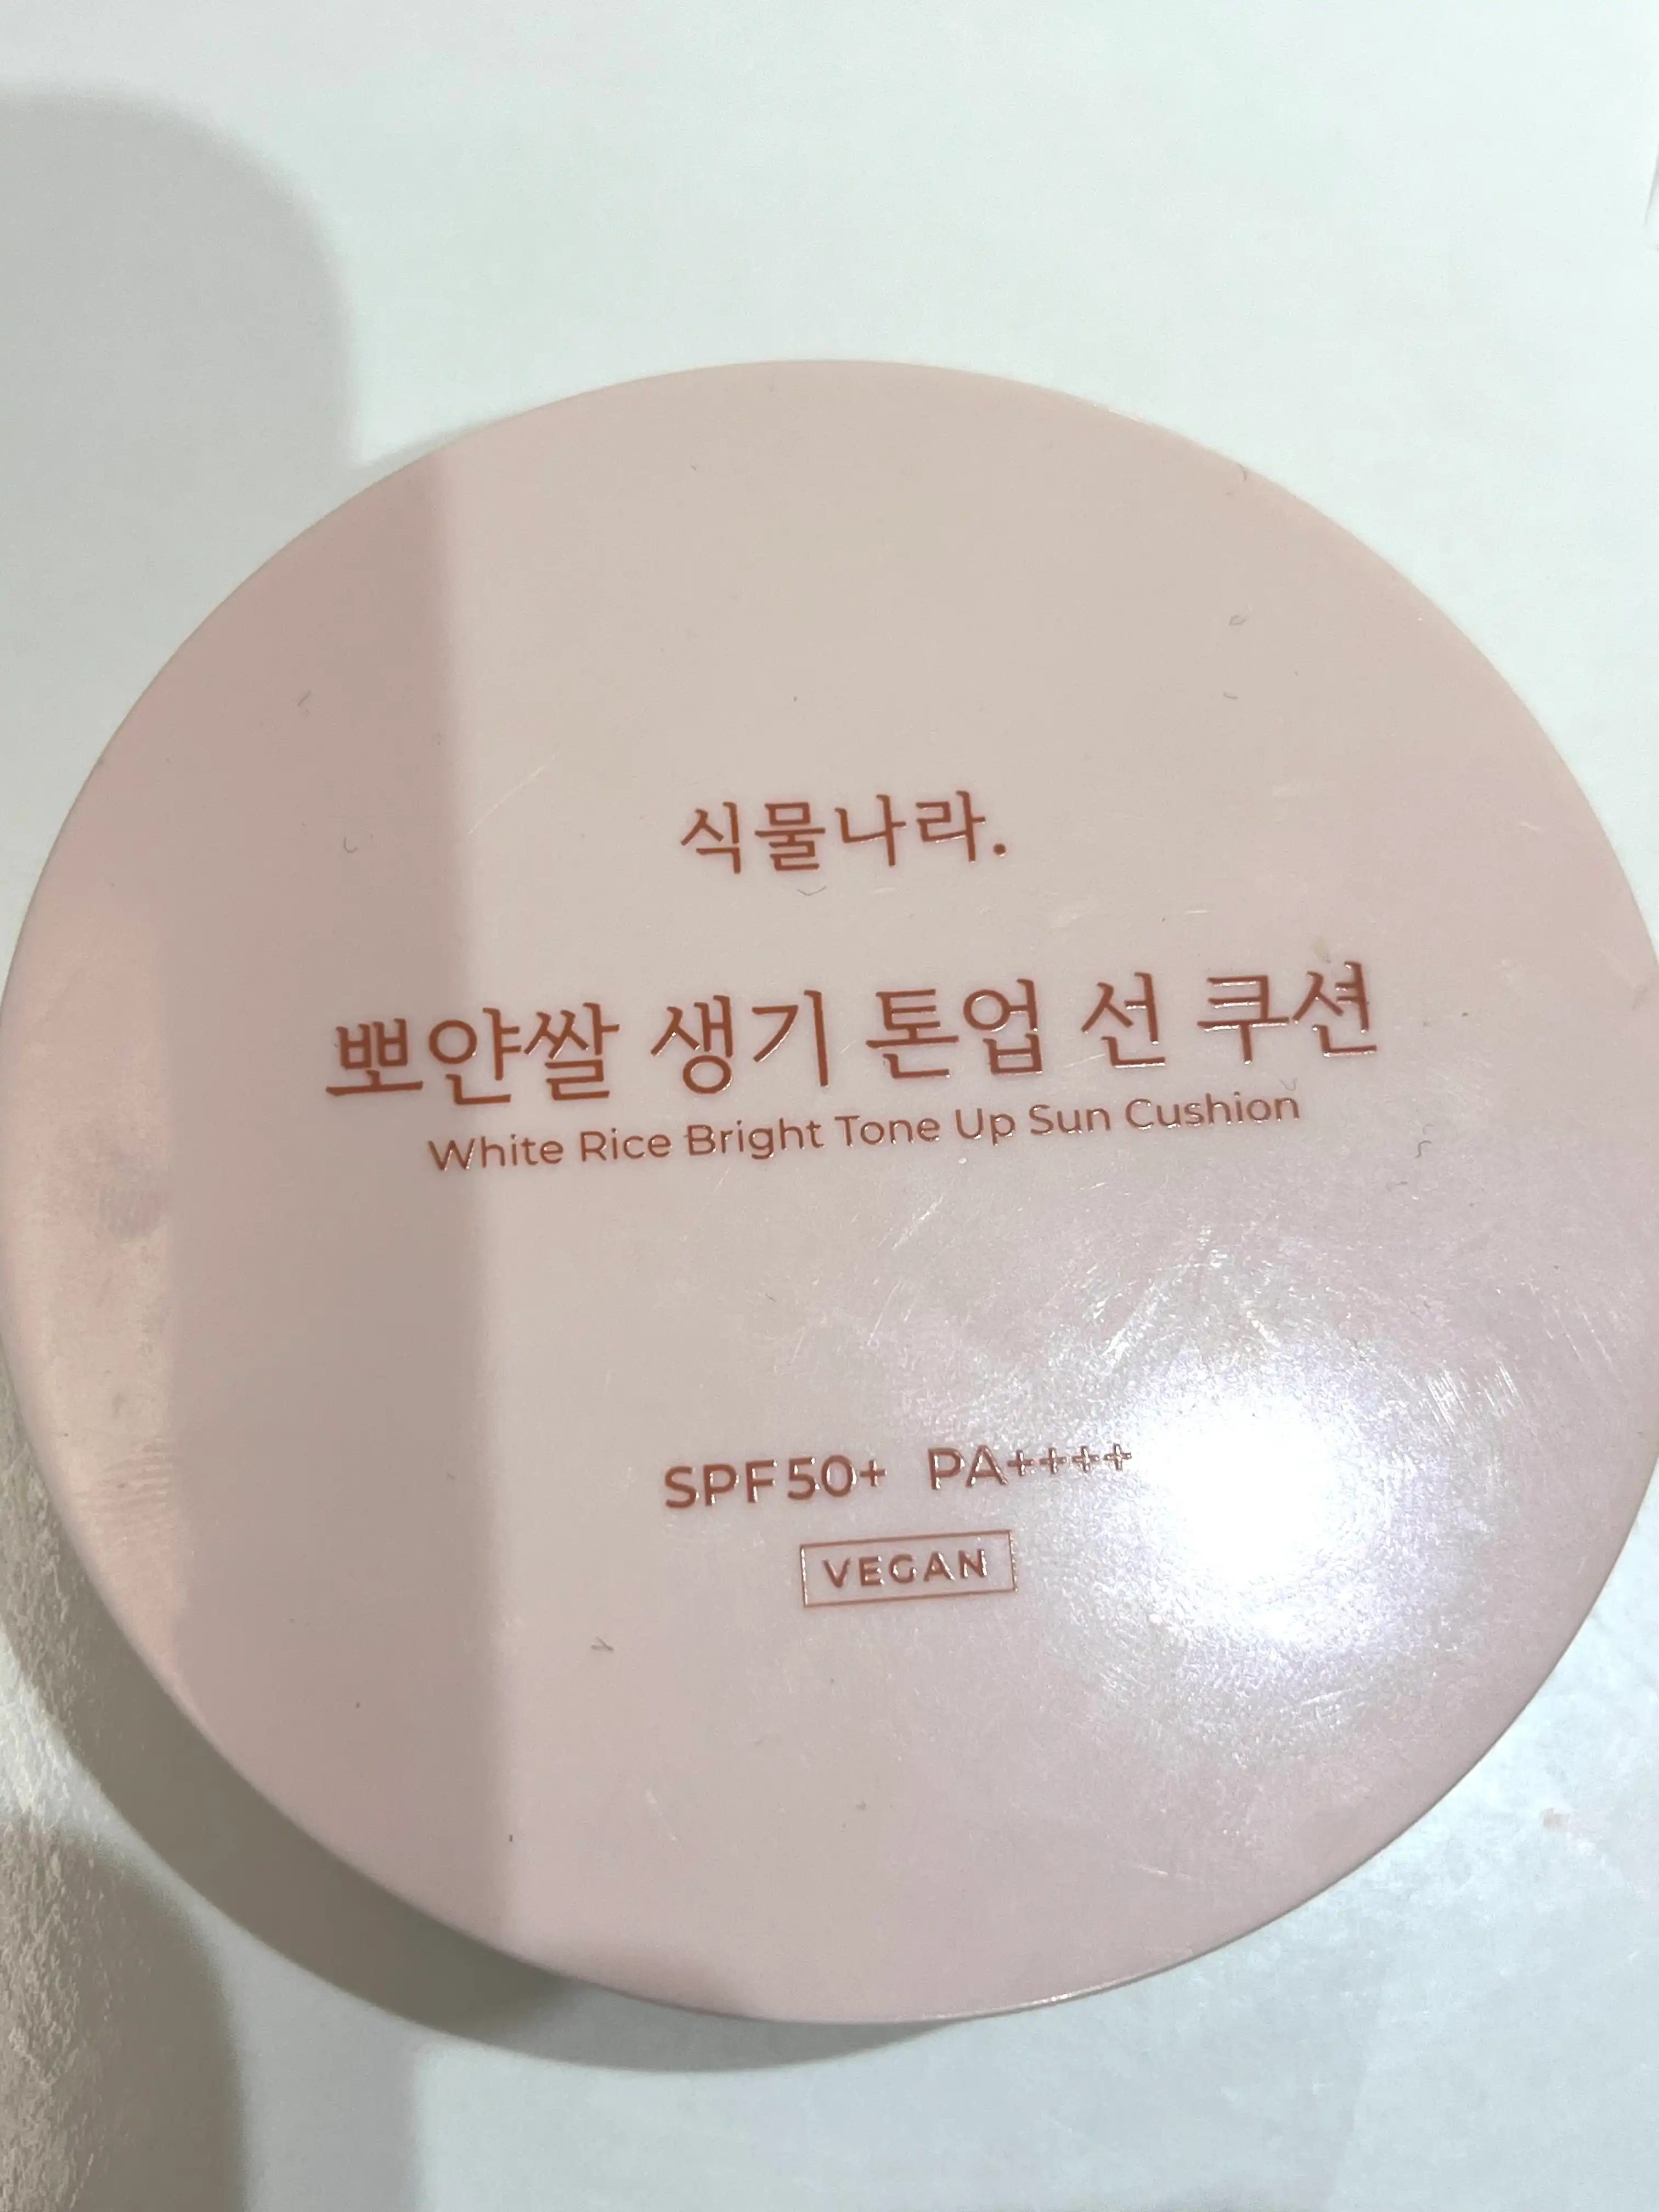 식물나라.
뽀얀쌀 생기 톤업 선 쿠션
White Rice Bright Tone Up Sun Cushion
SPF50+ PA++++
VEGAN